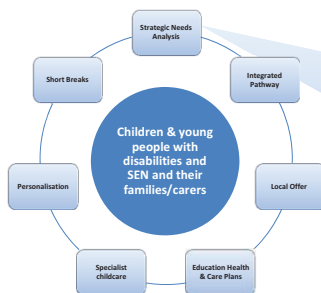 Strategic Needs
Analysis
Short Breaks
Integrated
Pathway
Children & young
people with
disabilities and
SEN and their
families/carers
Personalisation
Local Offer
Specialist
childcare
Education Health
& Care Plans